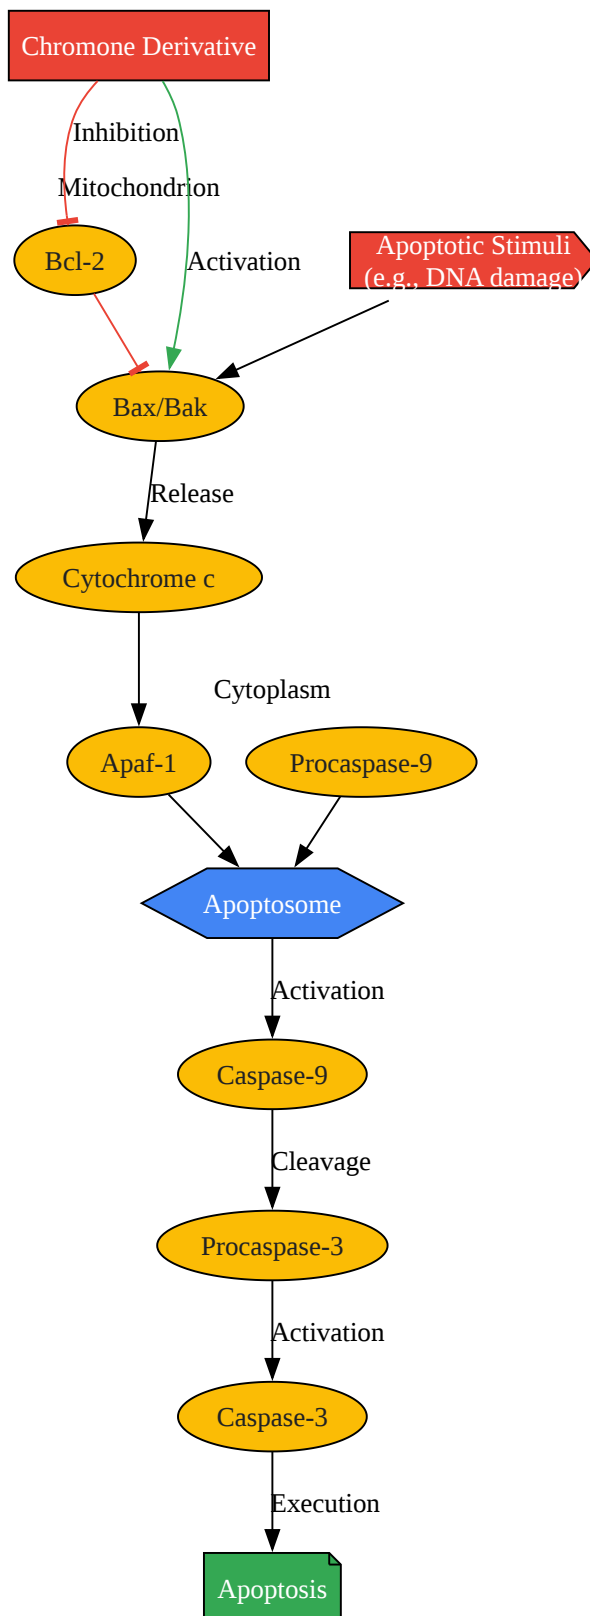 Chromone Derivative
Inhibition
Mitochondrion
Bcl-2
Activation
Apoptotic Stimuli
(e.g., DNA damage)
Bax/Bak
Release
Cytochrome c
Cytoplasm
Apaf-1
Procaspase-9
Apoptosome
Activation
Caspase-9
Cleavage
Procaspase-3
Activation
Caspase-3
Execution
Apoptosis